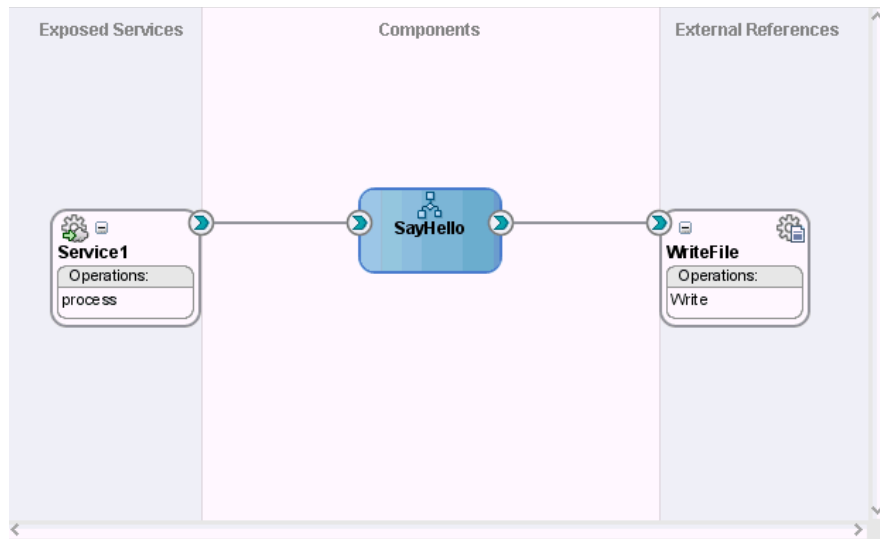 Exposed Services
Components
External References
SayHello
Service1
Operations:
process
WriteFile
Operations:
Write